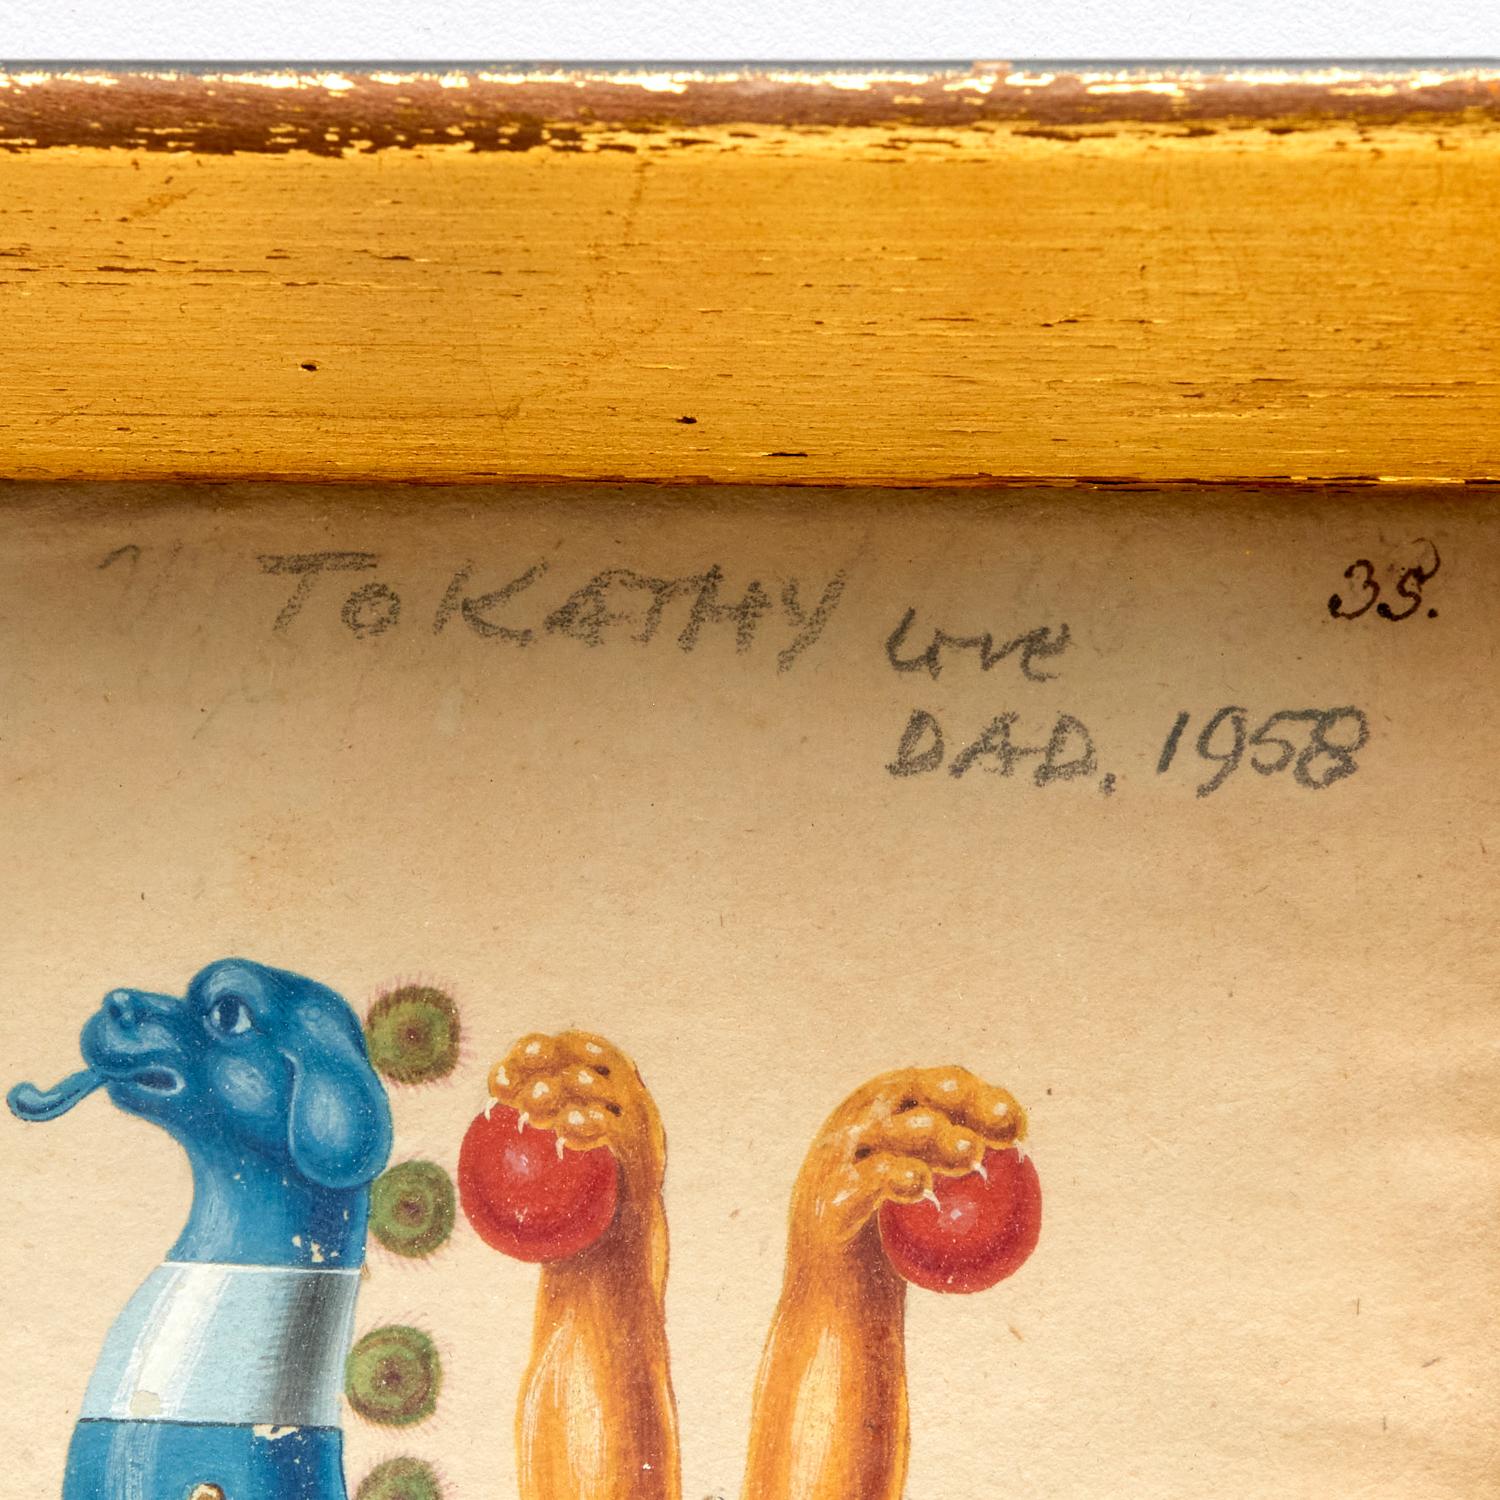 To KATHY love 35.
DAD, 1958